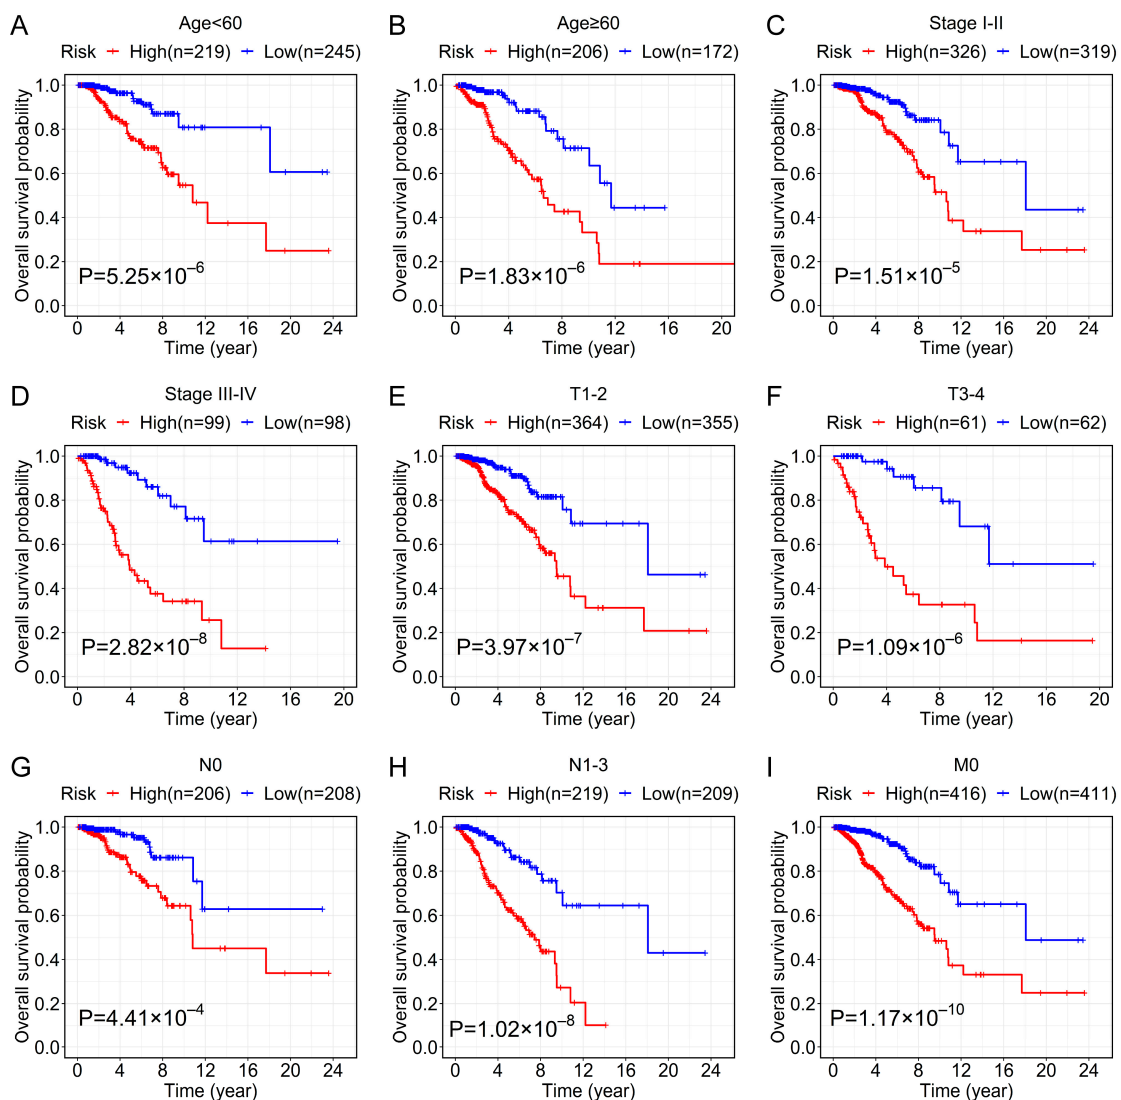 A
Age<60
Risk High(n=219) Low(n=245)
Overall survival probability
1.0
0.8
0.6
0.4
0.2
0.0
P=5.25×10⁻⁶
0 4 8 12 16 20 24
Time (year)
B
Age≥60
Risk High(n=206) Low(n=172)
Overall survival probability
1.0
0.8
0.6
0.4
0.2
0.0
P=1.83×10⁻⁶
0 4 8 12 16 20
Time (year)
C
Stage I-II
Risk High(n=326) Low(n=319)
Overall survival probability
1.0
0.8
0.6
0.4
0.2
0.0
P=1.51×10⁻⁵
0 4 8 12 16 20 24
Time (year)
D
Stage III-IV
Risk High(n=99) Low(n=98)
Overall survival probability
1.0
0.8
0.6
0.4
0.2
0.0
P=2.82×10⁻⁸
0 4 8 12 16 20
Time (year)
E
T1-2
Risk High(n=364) Low(n=355)
Overall survival probability
1.0
0.8
0.6
0.4
0.2
0.0
P=3.97×10⁻⁷
0 4 8 12 16 20 24
Time (year)
F
T3-4
Risk High(n=61) Low(n=62)
Overall survival probability
1.0
0.8
0.6
0.4
0.2
0.0
P=1.09×10⁻⁶
0 4 8 12 16 20
Time (year)
G
N0
Risk High(n=206) Low(n=208)
Overall survival probability
1.0
0.8
0.6
0.4
0.2
0.0
P=4.41×10⁻⁴
0 4 8 12 16 20 24
Time (year)
H
N1-3
Risk High(n=219) Low(n=209)
Overall survival probability
1.0
0.8
0.6
0.4
0.2
0.0
P=1.02×10⁻⁸
0 4 8 12 16 20 24
Time (year)
I
M0
Risk High(n=416) Low(n=411)
Overall survival probability
1.0
0.8
0.6
0.4
0.2
0.0
P=1.17×10⁻¹⁰
0 4 8 12 16 20 24
Time (year)